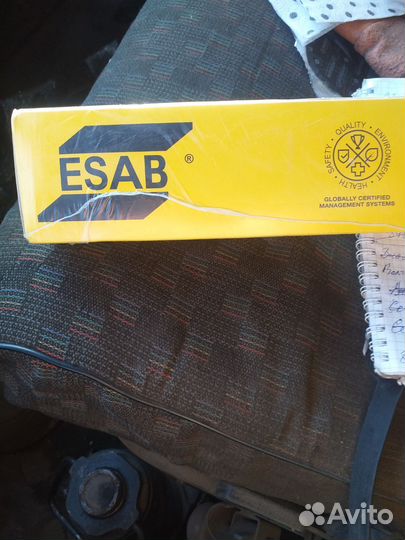 ESAB ®
QUALITY · ENVIRONMENT · HEALTH · SAFETY ·
GLOBALLY CERTIFIED
MANAGEMENT SYSTEMS
Avito